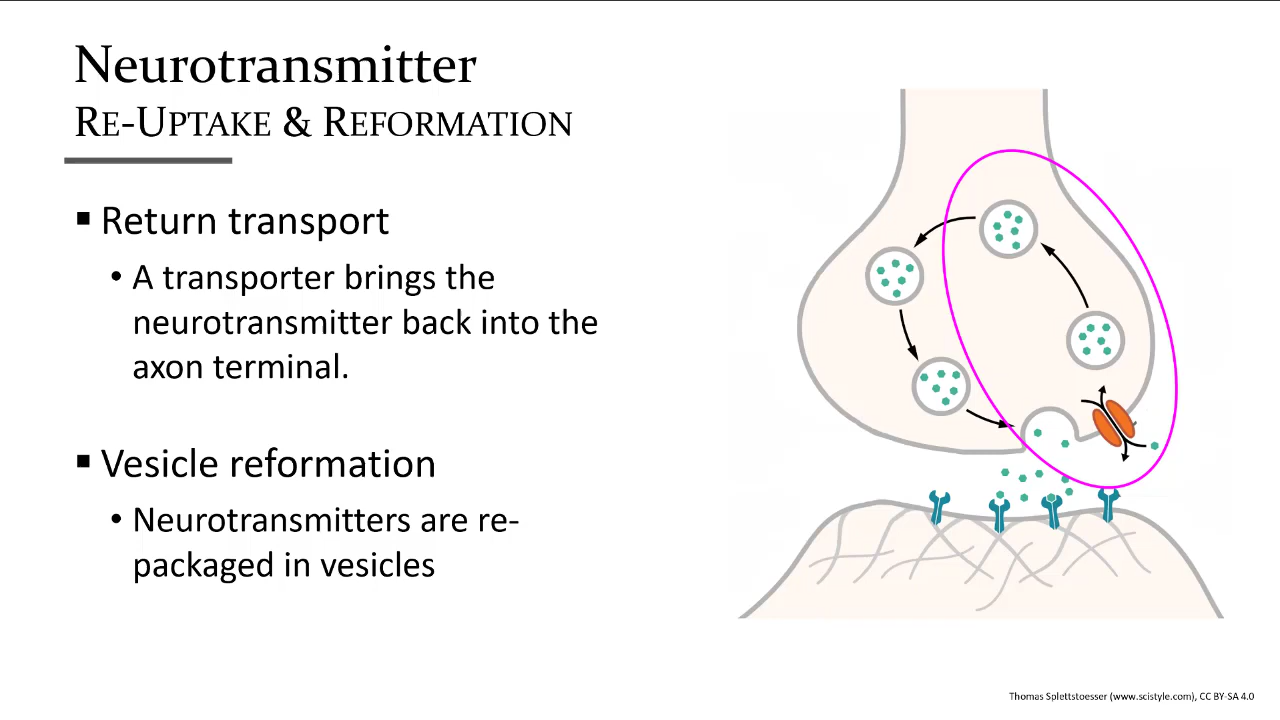 Neurotransmitter
RE-UPTAKE & REFORMATION
▪ Return transport
• A transporter brings the
neurotransmitter back into the
axon terminal.
▪ Vesicle reformation
• Neurotransmitters are re-
packaged in vesicles
Thomas Splettstoesser (www.scistyle.com), CC BY-SA 4.0